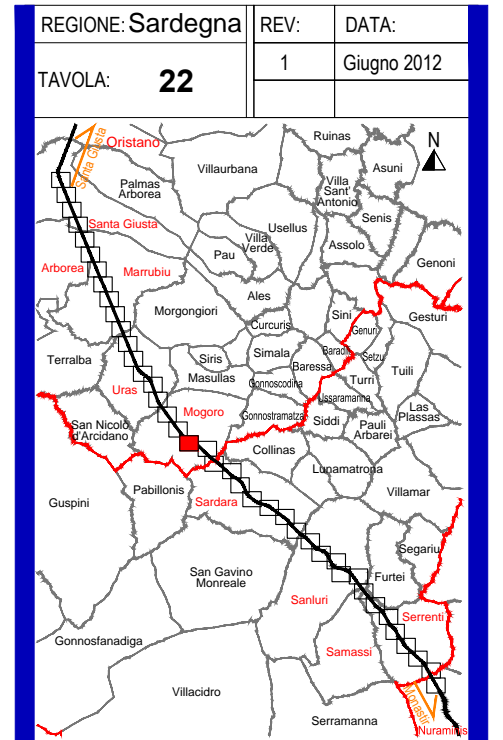 REGIONE: Sardegna
REV:
DATA:
TAVOLA: 22
1
Giugno 2012
N
Oristano
Santa Giusta
Ruinas
Villaurbana
Asuni
Palmas
Arborea
Villa
Sant'
Antonio
Senis
Usellus
Santa Giusta
Villa
Verde
Assolo
Pau
Genoni
Arborea
Marrubiu
Ales
Morgongiori
Sini
Gesturi
Curcuris
Genuri
Terralba
Siris
Simala
Baradili
Setzu
Masullas
Baressa
Tuili
Uras
Gonnoscodina
Turri
Ussaramanna
Mogoro
Gonnostramatza
Siddi
Las
Plassas
San Nicolò
d'Arcidano
Pauli
Arbarei
Collinas
Lunamatrona
Pabillonis
Villamar
Guspini
Sardara
Segariu
San Gavino
Monreale
Furtei
Sanluri
Serrenti
Gonnosfanadiga
Samassi
Villacidro
Monastir
Serramanna
Nuraminis